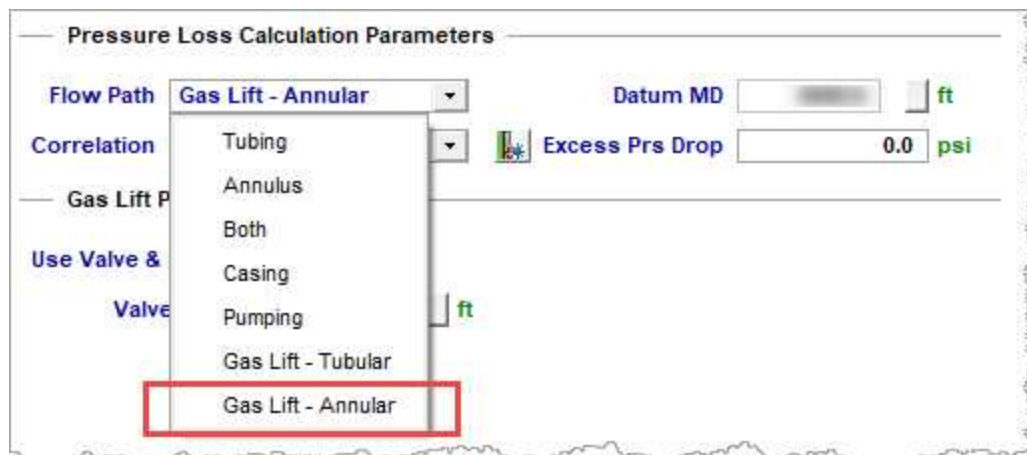 Pressure Loss Calculation Parameters
Flow Path Gas Lift - Annular Datum MD ft
Correlation Excess Prs Drop 0.0 psi
Tubing
Annulus
Gas Lift P
Both
Use Valve &
Casing
Valve ft
Pumping
Gas Lift - Tubular
Gas Lift - Annular